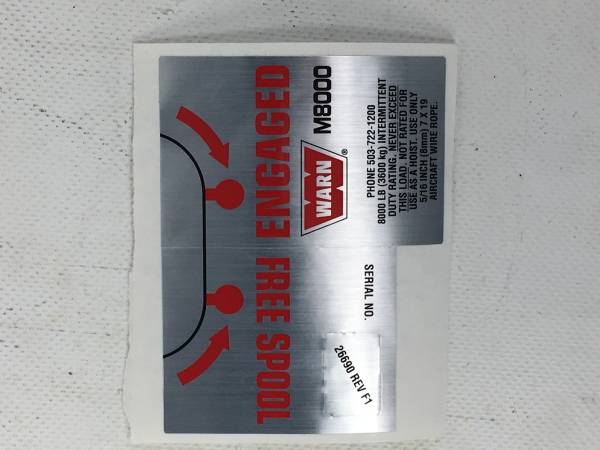 FREE SPOOL ENGAGED
WARN®
M8000
PHONE 503-722-1200
8000 LB (3600 kg) INTERMITTENT
DUTY RATING. NEVER EXCEED
THIS LOAD. NOT RATED FOR
USE AS A HOIST. USE ONLY
5/16 INCH (8mm) 7 X 19
AIRCRAFT WIRE ROPE.
SERIAL NO.
26690 REV F1